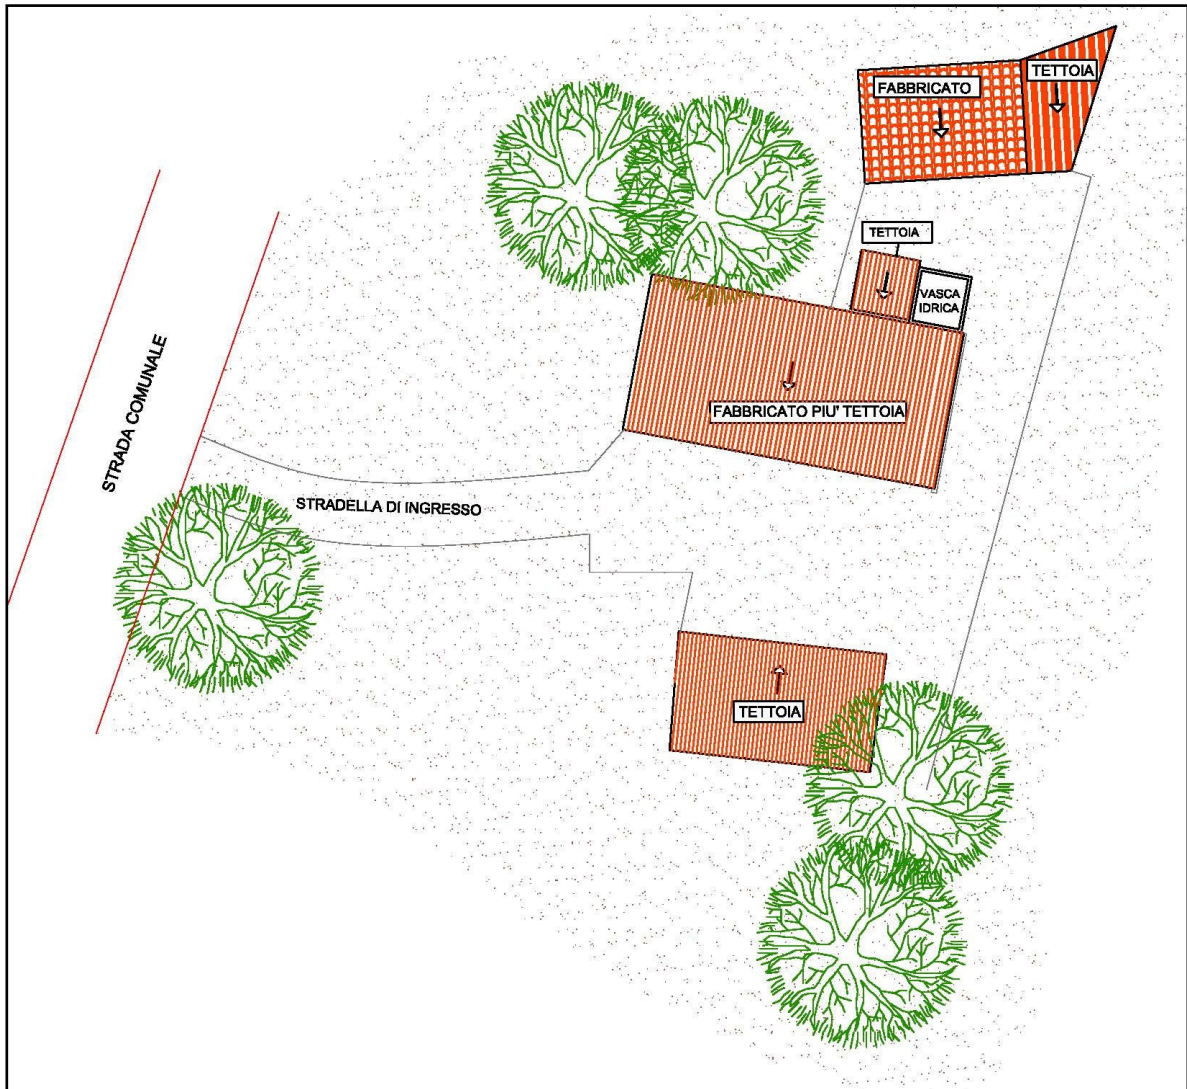 FABBRICATO
TETTOIA
TETTOIA
VASCA
IDRICA
FABBRICATO PIU' TETTOIA
STRADA COMUNALE
STRADELLA DI INGRESSO
TETTOIA